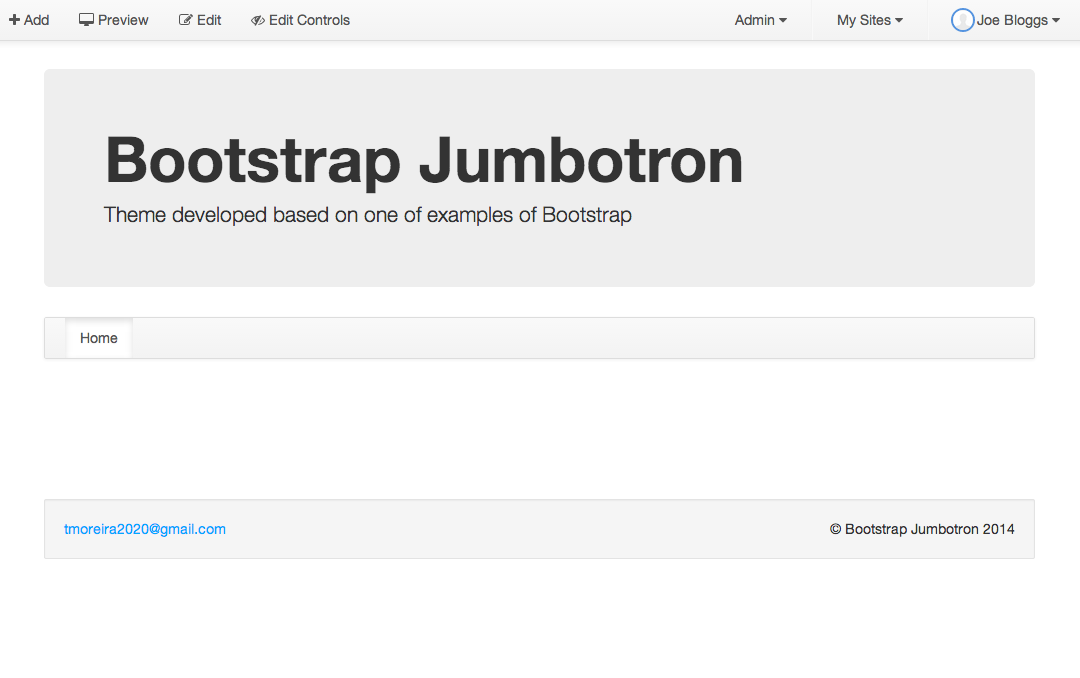 Add Preview Edit Edit Controls Admin My Sites Joe Bloggs
Bootstrap Jumbotron
Theme developed based on one of examples of Bootstrap
Home
tmoreira2020@gmail.com © Bootstrap Jumbotron 2014